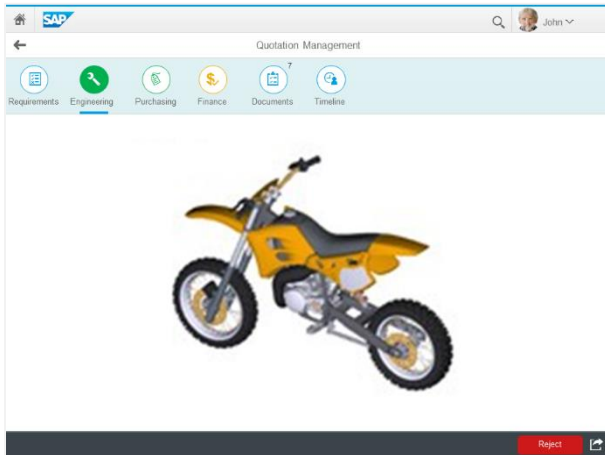 SAP
John
Quotation Management
7
Requirements
Engineering
Purchasing
Finance
Documents
Timeline
Reject